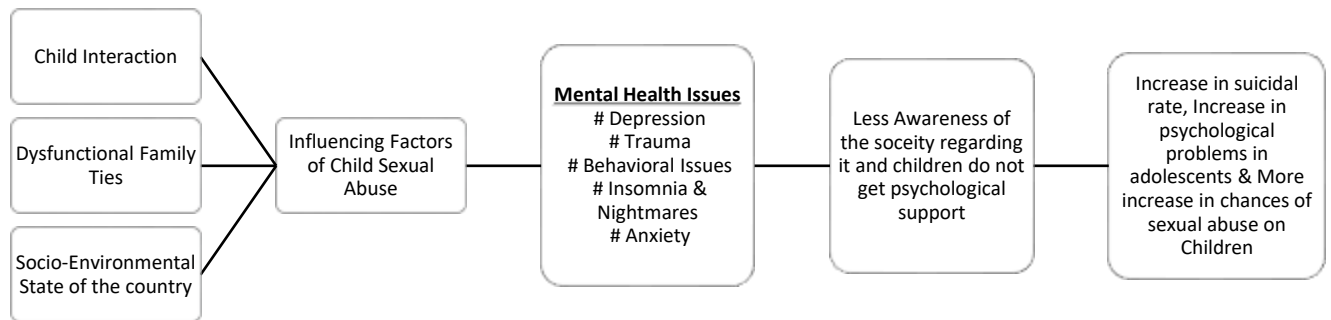 Child Interaction
Dysfunctional Family
Ties
Socio-Environmental
State of the country
Influencing Factors
of Child Sexual
Abuse
Mental Health Issues
# Depression
# Trauma
# Behavioral Issues
# Insomnia &
Nightmares
# Anxiety
Less Awareness of
the soceity regarding
it and children do not
get psychological
support
Increase in suicidal
rate, Increase in
psychological
problems in
adolescents & More
increase in chances of
sexual abuse on
Children